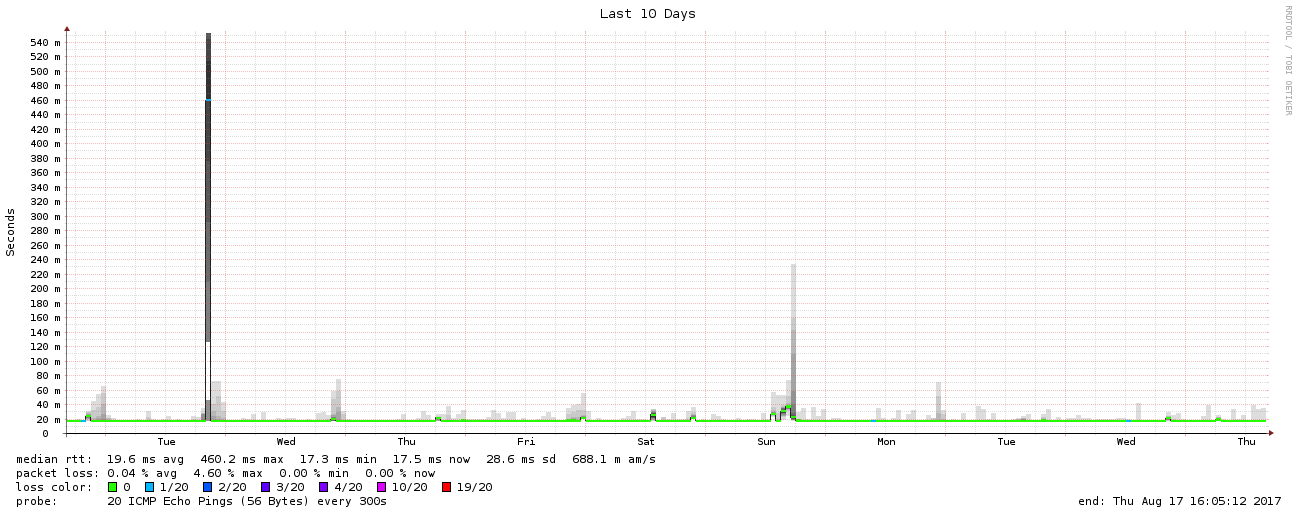 Last 10 Days
RRDTOOL / TOBI OETIKER
Seconds
540 m
520 m
500 m
480 m
460 m
440 m
420 m
400 m
380 m
360 m
340 m
320 m
300 m
280 m
260 m
240 m
220 m
200 m
180 m
160 m
140 m
120 m
100 m
80 m
60 m
40 m
20 m
0
Tue Wed Thu Fri Sat Sun Mon Tue Wed Thu
median rtt: 19.6 ms avg 460.2 ms max 17.3 ms min 17.5 ms now 28.6 ms sd 688.1 m am/s
packet loss: 0.04 % avg 4.60 % max 0.00 % min 0.00 % now
loss color: 0 1/20 2/20 3/20 4/20 10/20 19/20
probe: 20 ICMP Echo Pings (56 Bytes) every 300s end: Thu Aug 17 16:05:12 2017